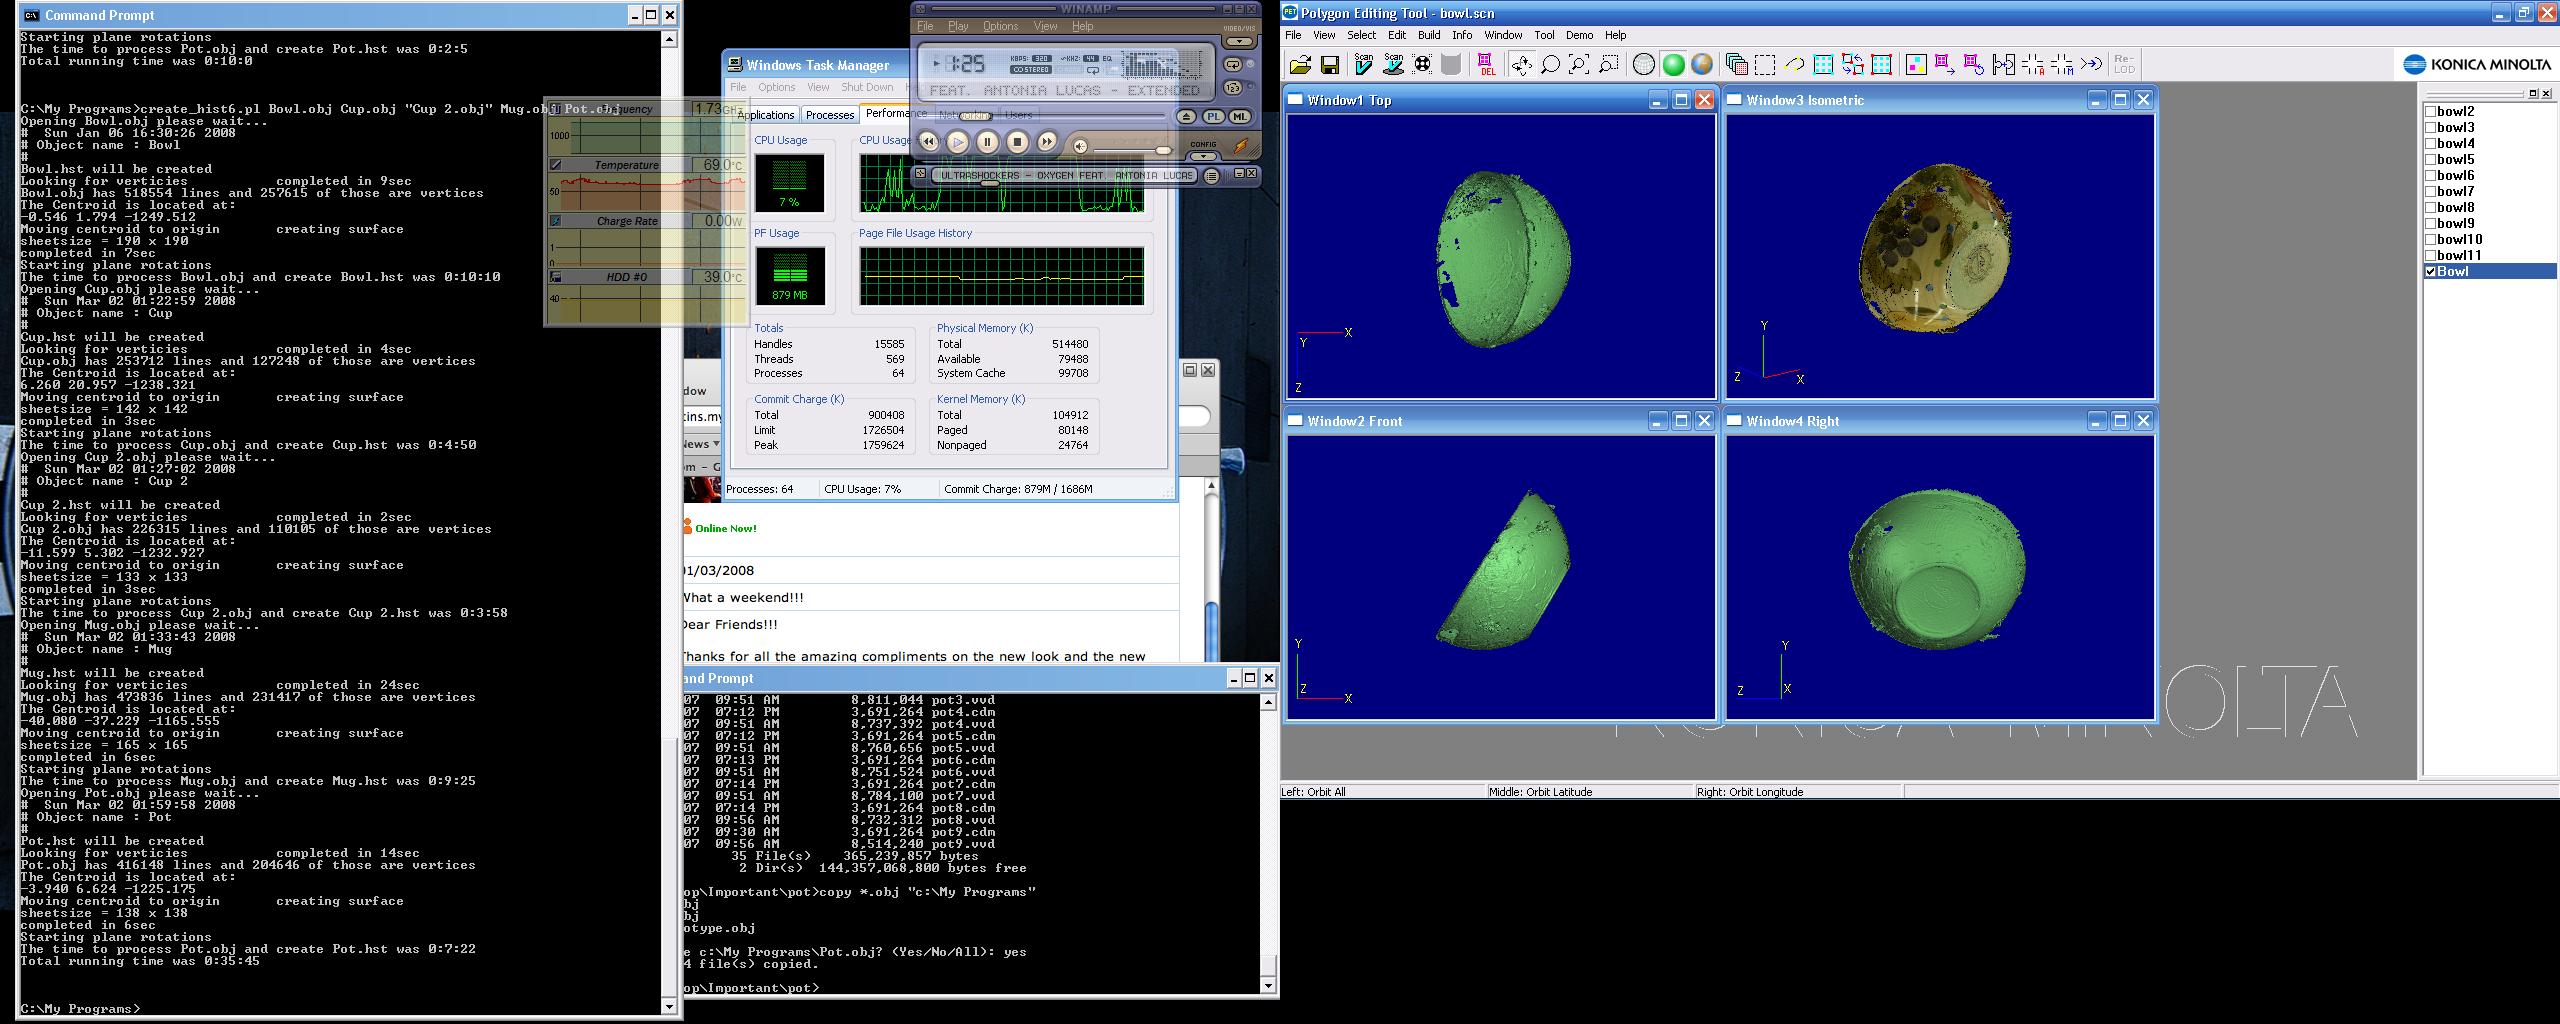 Command Prompt
Starting plane rotations
The time to process Pot.obj and create Pot.hst was 0:2:5
Total running time was 0:10:0
C:\My Programs>create_hist6.pl Bowl.obj Cup.obj "Cup 2.obj" Mug.obj Pot.obj
Opening Bowl.obj please wait...
#  Sun Jan 06 16:30:26 2008
# Object name : Bowl
#
Bowl.hst will be created
Looking for verticies           completed in 9sec
Bowl.obj has 518554 lines and 257615 of those are vertices
The Centroid is located at:
-0.546 1.794 -1249.512
Moving centroid to origin       creating surface
sheetsize = 190 x 190
completed in 7sec
Starting plane rotations
The time to process Bowl.obj and create Bowl.hst was 0:10:10
Opening Cup.obj please wait...
#  Sun Mar 02 01:22:59 2008
# Object name : Cup
#
Cup.hst will be created
Looking for verticies           completed in 4sec
Cup.obj has 253712 lines and 127248 of those are vertices
The Centroid is located at:
6.260 20.957 -1238.321
Moving centroid to origin       creating surface
sheetsize = 142 x 142
completed in 3sec
Starting plane rotations
The time to process Cup.obj and create Cup.hst was 0:4:50
Opening Cup 2.obj please wait...
#  Sun Mar 02 01:27:02 2008
# Object name : Cup 2
#
Cup 2.hst will be created
Looking for verticies           completed in 2sec
Cup 2.obj has 226315 lines and 110105 of those are vertices
The Centroid is located at:
-11.599 5.302 -1232.927
Moving centroid to origin       creating surface
sheetsize = 133 x 133
completed in 3sec
Starting plane rotations
The time to process Cup 2.obj and create Cup 2.hst was 0:3:58
Opening Mug.obj please wait...
#  Sun Mar 02 01:33:43 2008
# Object name : Mug
#
Mug.hst will be created
Looking for verticies           completed in 24sec
Mug.obj has 473836 lines and 231417 of those are vertices
The Centroid is located at:
-40.080 -37.229 -1165.555
Moving centroid to origin       creating surface
sheetsize = 165 x 165
completed in 6sec
Starting plane rotations
The time to process Mug.obj and create Mug.hst was 0:9:25
Opening Pot.obj please wait...
#  Sun Mar 02 01:59:58 2008
# Object name : Pot
#
Pot.hst will be created
Looking for verticies           completed in 14sec
Pot.obj has 416148 lines and 204646 of those are vertices
The Centroid is located at:
-3.940 6.624 -1225.175
Moving centroid to origin       creating surface
sheetsize = 138 x 138
completed in 6sec
Starting plane rotations
The time to process Pot.obj and create Pot.hst was 0:7:22
Total running time was 0:35:45
C:\My Programs>
1.73
1000
Temperature 69.0°C
50
Charge Rate 0.00W
1
0
HDD #0 39.0°C
40
Windows Task Manager
File Options View Shut Down
Applications Processes Performance Networking Users
CPU Usage
7 %
PF Usage
879 MB
Page File Usage History
Totals
Handles 15585
Threads 569
Processes 64
Physical Memory (K)
Total 514480
Available 79488
System Cache 99708
Commit Charge (K)
Total 900408
Limit 1726504
Peak 1759624
Kernel Memory (K)
Total 104912
Paged 80148
Nonpaged 24764
Processes: 64 CPU Usage: 7% Commit Charge: 879M / 1686M
WINAMP
File Play Options View Help
VIDEO/VIS
1:25
KBPS: 320 KHZ: 44 EQ
STEREO
FEAT. ANTONIA LUCAS - EXTENDED
PL ML
CONFIG
ULTRASHOCKERS - OXYGEN FEAT. ANTONIA LUCAS
dow
cins.my
News
om - G
Online Now!
01/03/2008
What a weekend!!!
Dear Friends!!!
Thanks for all the amazing compliments on the new look and the new
and Prompt
07  09:51 AM         8,811,044 pot3.vvd
07  07:12 PM         3,691,264 pot4.cdm
07  09:51 AM         8,737,392 pot4.vvd
07  07:12 PM         3,691,264 pot5.cdm
07  09:51 AM         8,760,656 pot5.vvd
07  07:13 PM         3,691,264 pot6.cdm
07  09:51 AM         8,751,524 pot6.vvd
07  07:14 PM         3,691,264 pot7.cdm
07  09:51 AM         8,784,100 pot7.vvd
07  07:14 PM         3,691,264 pot8.cdm
07  09:56 AM         8,732,312 pot8.vvd
07  09:30 AM         3,691,264 pot9.cdm
07  09:56 AM         8,514,240 pot9.vvd
35 File(s)    365,239,857 bytes
2 Dir(s)  144,357,068,800 bytes free
op\Important\pot>copy *.obj "c:\My Programs"
bj
bj
otype.obj
e c:\My Programs\Pot.obj? (Yes/No/All): yes
4 file(s) copied.
op\Important\pot>
Polygon Editing Tool - bowl.scn
File View Select Edit Build Info Window Tool Demo Help
Scan Scan DEL Re-LOD
KONICA MINOLTA
Window1 Top
X
Y
Z
Window3 Isometric
Y
Z
X
Window2 Front
Y
Z
X
Window4 Right
Y
Z
X
bowl2
bowl3
bowl4
bowl5
bowl6
bowl7
bowl8
bowl9
bowl10
bowl11
Bowl
OLTA
Left: Orbit All Middle: Orbit Latitude Right: Orbit Longitude